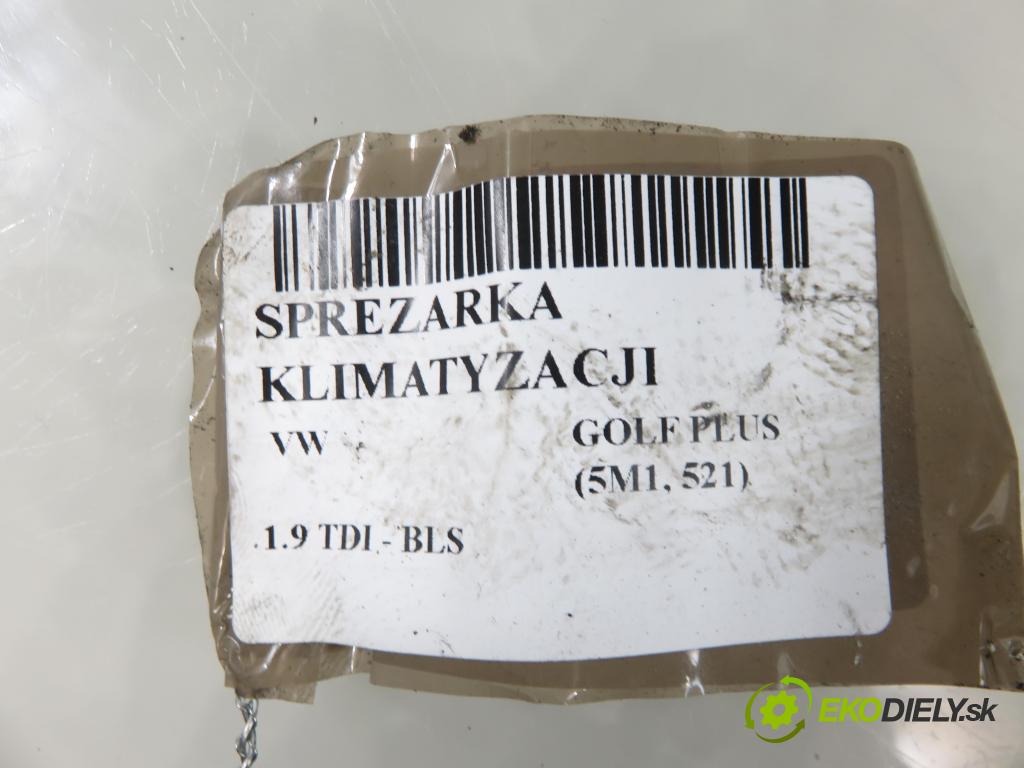 SPREZARKA
KLIMATYZACJI
VW GOLF PLUS
(5M1, 521)
1.9 TDI - BLS
EKODIELY.sk